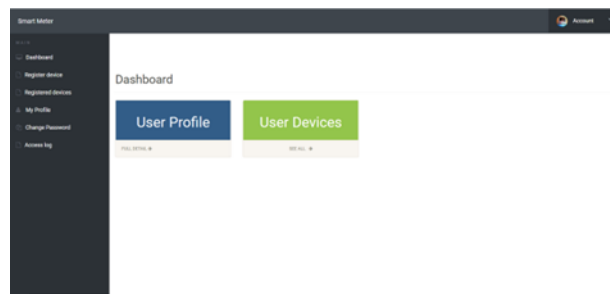 Smart Meter
Account
MAIN
Dashboard
Register device
Registered devices
My Profile
Change Password
Access log
Dashboard
User Profile
User Devices
FULL DETAIL
SEE ALL